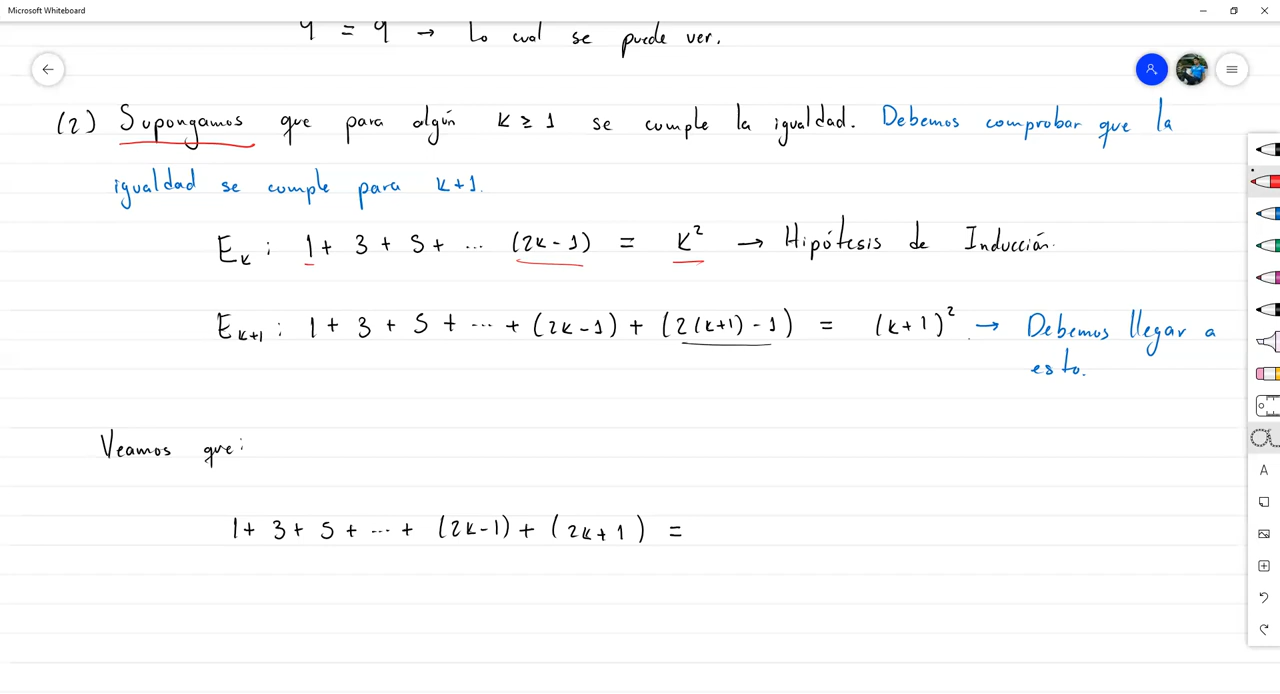 Microsoft Whiteboard
9 = 9 → Lo cual se puede ver.
(2) Supongamos que para algún K ≥ 1 se cumple la igualdad. Debemos comprobar que la
igualdad se cumple para K+1.
E_K : 1 + 3 + 5 + ... (2K-1) = K² → Hipótesis de Inducción.
E_{K+1} : 1 + 3 + 5 + ... + (2K-1) + (2(K+1)-1) = (K+1)² → Debemos llegar a
esto.
Veamos que:
1 + 3 + 5 + ... + (2K-1) + (2K+1) =
A